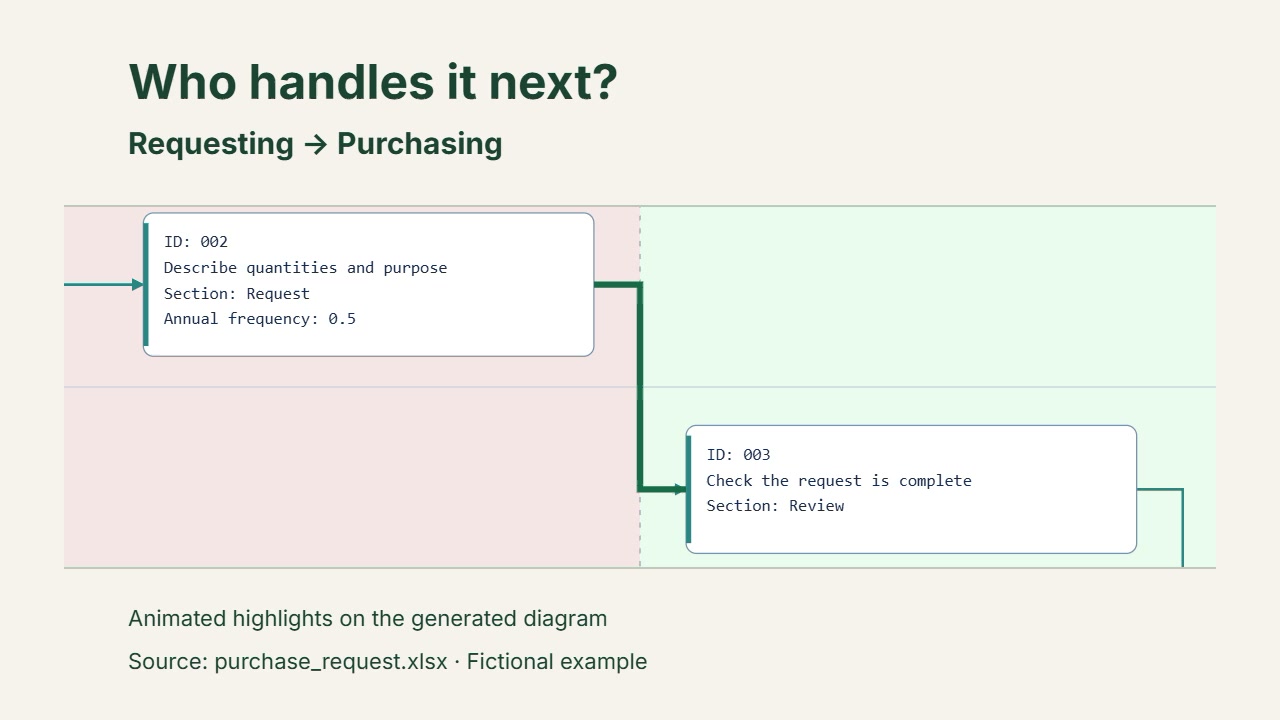 Who handles it next?
Requesting → Purchasing
ID: 002
Describe quantities and purpose
Section: Request
Annual frequency: 0.5
ID: 003
Check the request is complete
Section: Review
Animated highlights on the generated diagram
Source: purchase_request.xlsx · Fictional example